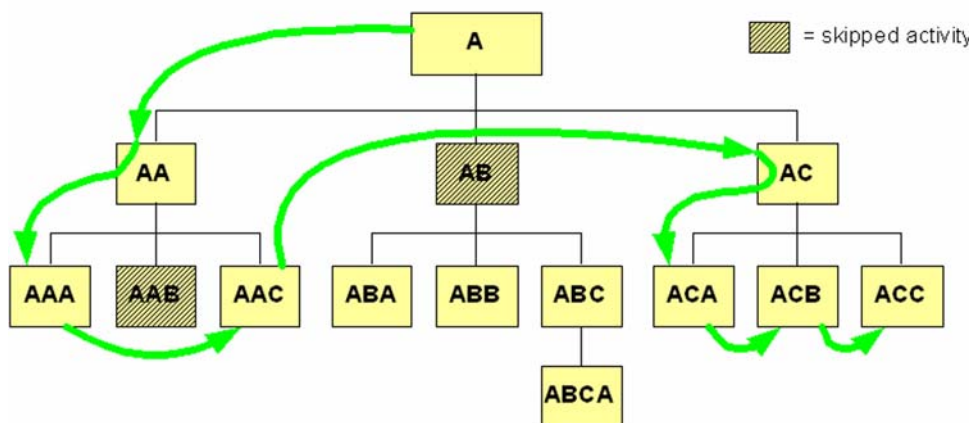 A
= skipped activity
AA
AB
AC
AAA
AAB
AAC
ABA
ABB
ABC
ACA
ACB
ACC
ABCA